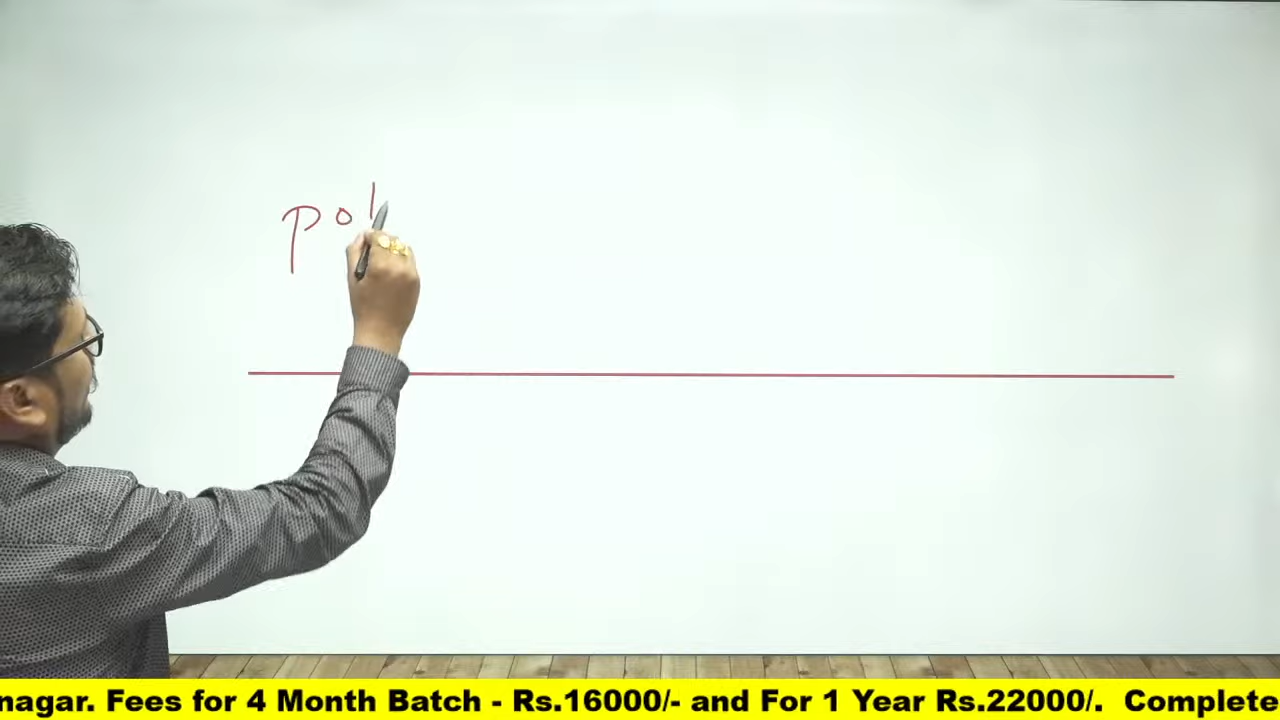 pol
nagar. Fees for 4 Month Batch - Rs.16000/- and For 1 Year Rs.22000/. Complete